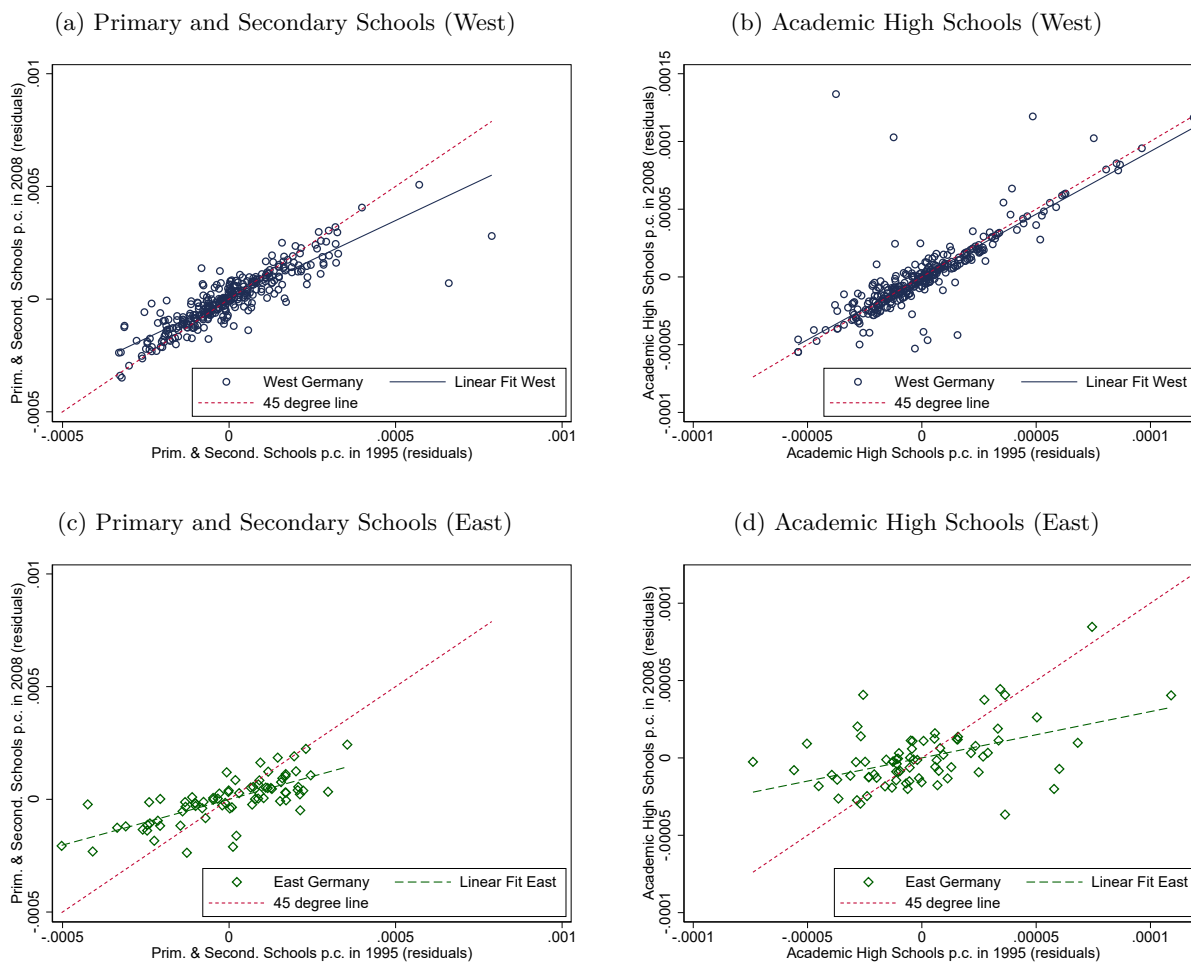 (a) Primary and Secondary Schools (West)
Prim. & Second. Schools p.c. in 2008 (residuals)
.001
.0005
0
-.0005
West Germany
Linear Fit West
45 degree line
-.0005
0
.0005
.001
Prim. & Second. Schools p.c. in 1995 (residuals)
(b) Academic High Schools (West)
Academic High Schools p.c. in 2008 (residuals)
.00015
.0001
.00005
0
-.00005
-.0001
West Germany
Linear Fit West
45 degree line
-.0001
-.00005
0
.00005
.0001
Academic High Schools p.c. in 1995 (residuals)
(c) Primary and Secondary Schools (East)
Prim. & Second. Schools p.c. in 2008 (residuals)
.001
.0005
0
-.0005
East Germany
Linear Fit East
45 degree line
-.0005
0
.0005
.001
Prim. & Second. Schools p.c. in 1995 (residuals)
(d) Academic High Schools (East)
Academic High Schools p.c. in 2008 (residuals)
.0001
.00005
0
-.00005
-.0001
East Germany
Linear Fit East
45 degree line
-.0001
-.00005
0
.00005
.0001
Academic High Schools p.c. in 1995 (residuals)